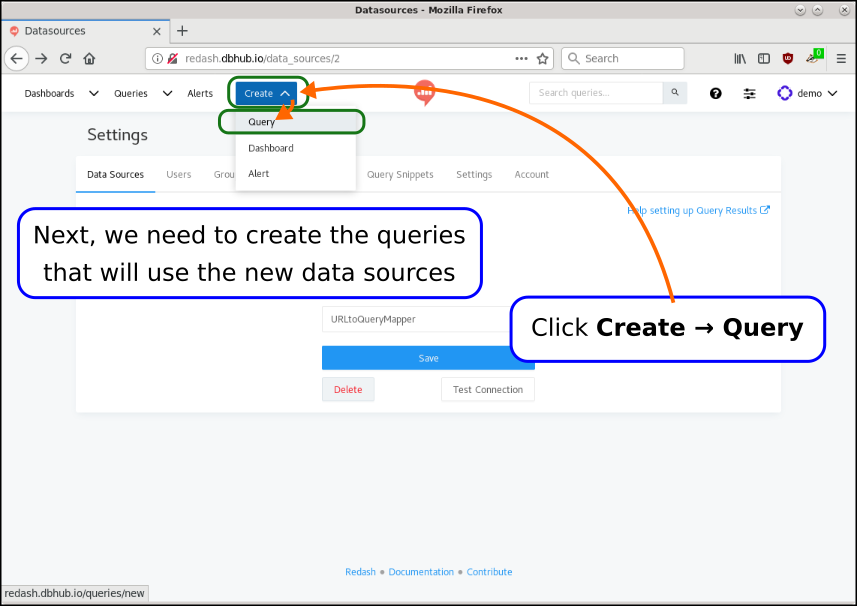 Datasources - Mozilla Firefox
Datasources
redash.dbhub.io/data_sources/2
Search
0
Dashboards Queries Alerts Create Search queries... demo
Query
Dashboard
Alert
Settings
Data Sources Users Query Snippets Settings Account
Help setting up Query Results
Next, we need to create the queries
that will use the new data sources
Click Create → Query
URLtoQueryMapper
Save
Delete Test Connection
Redash • Documentation • Contribute
redash.dbhub.io/queries/new